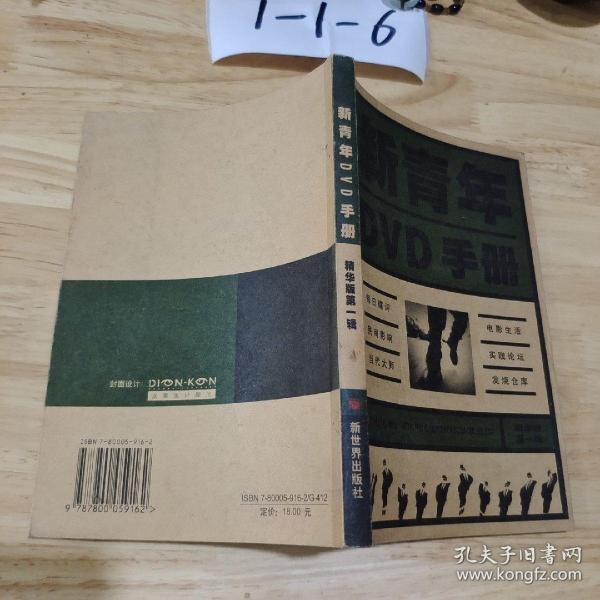 1-1-6
新青年DVD手册
精华版第一辑
新世界出版社
新青年
DVD手册
每日碟评
民间影响
当代大师
电影生活
实践论坛
发烧仓库
封面设计:
DION-KON
ISBN 7-80005-916-2
9 787800 059162 >
ISBN 7-80005-916-2/G·412
定价: 18.00 元
孔夫子旧书网
www.kongfz.com